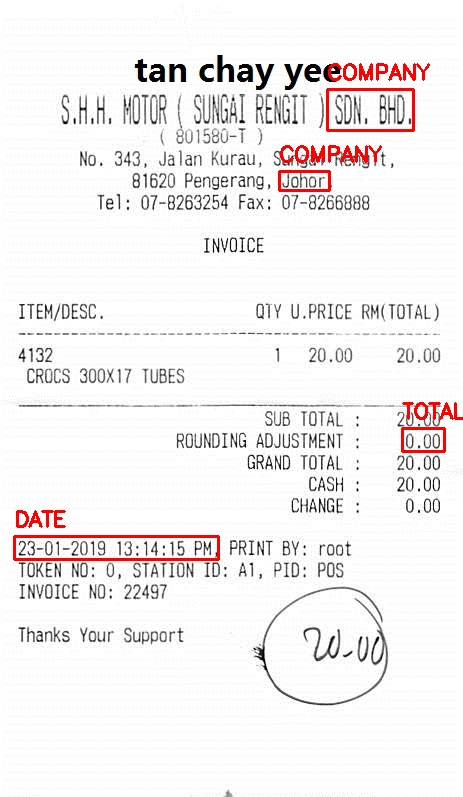 tan chay yee
COMPANY
S.H.H. MOTOR ( SUNGAI RENGIT ) SDN. BHD.
( 801580-T )
COMPANY
No. 343, Jalan Kurau, Sungai Rengit,
81620 Pengerang, Johor
Tel: 07-8263254 Fax: 07-8266888
INVOICE
ITEM/DESC. QTY U.PRICE RM(TOTAL)
4132 1 20.00 20.00
CROCS 300X17 TUBES
TOTAL
SUB TOTAL : 20.00
ROUNDING ADJUSTMENT : 0.00
GRAND TOTAL : 20.00
CASH : 20.00
CHANGE : 0.00
DATE
23-01-2019 13:14:15 PM, PRINT BY: root
TOKEN NO: 0, STATION ID: A1, PID: POS
INVOICE NO: 22497
Thanks Your Support
20-00